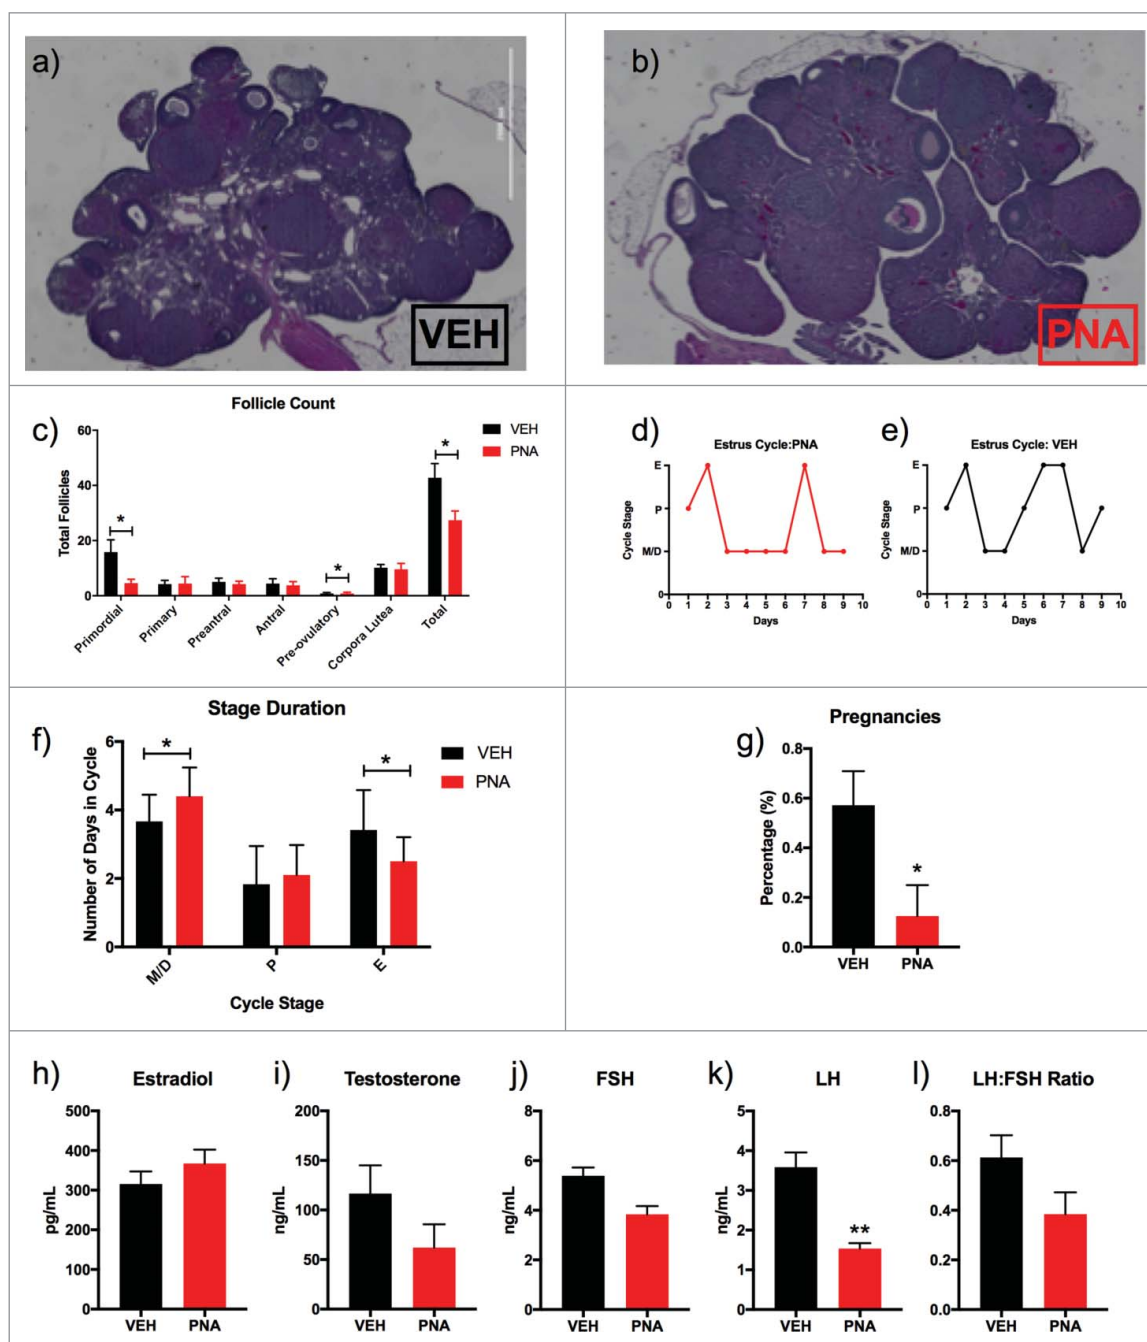 a)
VEH
b)
PNA
c)
Follicle Count
Total Follicles
60
40
20
0
Primordial
Primary
Preantral
Antral
Pre-ovulatory
Corpora Lutea
Total
VEH
PNA
*
*
*
d)
Estrus Cycle:PNA
Cycle Stage
E
P
M/D
0
0 1 2 3 4 5 6 7 8 9 10
Days
e)
Estrus Cycle: VEH
Cycle Stage
E
P
M/D
0
0 1 2 3 4 5 6 7 8 9 10
Days
f)
Stage Duration
Number of Days in Cycle
6
4
2
0
*
*
VEH
PNA
M/D
P
E
Cycle Stage
g)
Pregnancies
Percentage (%)
0.8
0.6
0.4
0.2
0.0
*
VEH PNA
h)
Estradiol
pg/mL
500
400
300
200
100
0
VEH PNA
i)
Testosterone
ng/mL
200
150
100
50
0
VEH PNA
j)
FSH
ng/mL
8
6
4
2
0
VEH PNA
k)
LH
ng/mL
5
4
3
2
1
0
**
VEH PNA
l)
LH:FSH Ratio
0.8
0.6
0.4
0.2
0.0
VEH PNA